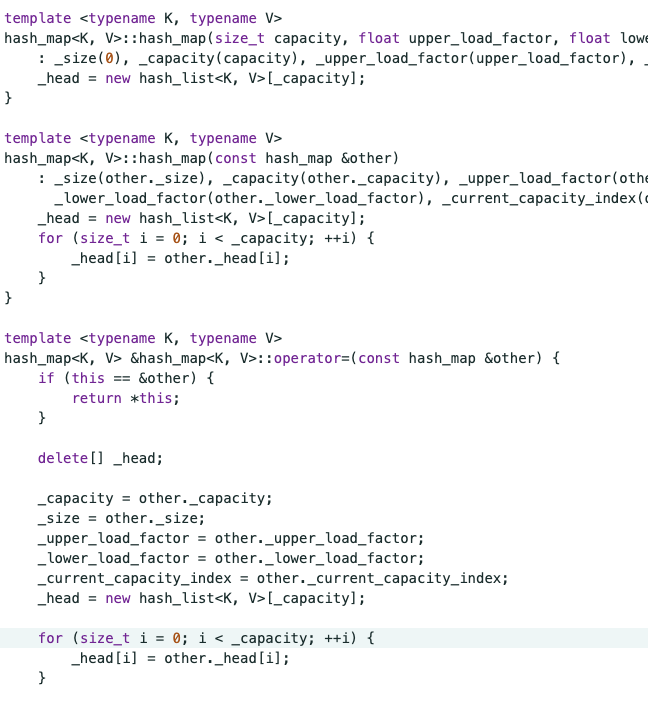 template <typename K, typename V>
hash_map<K, V>::hash_map(size_t capacity, float upper_load_factor, float
    : _size(0), _capacity(capacity), _upper_load_factor(upper_load_factor),
    _head = new hash_list<K, V>[_capacity];
}
template <typename K, typename V>
hash_map<K, V>::hash_map(const hash_map &other)
    : _size(other._size), _capacity(other._capacity),
      _lower_load_factor(other._lower_load_factor),
    _head = new hash_list<K, V>[_capacity];
    for (size_t i = 0; i < _capacity; ++i) {
        _head[i] = other._head[i];
    }
}
template <typename K, typename V>
hash_map<K, V> &hash_map<K, V>::operator=(const hash_map &other) {
    if (this == &other) {
        return *this;
    }
    delete[] _head;
    _capacity = other._capacity;
    _size = other._size;
    _upper_load_factor = other._upper_load_factor;
    _lower_load_factor = other._lower_load_factor;
    _current_capacity_index = other._current_capacity_index;
    _head = new hash_list<K, V>[_capacity];
    for (size_t i = 0; i < _capacity; ++i) {
        _head[i] = other._head[i];
    }